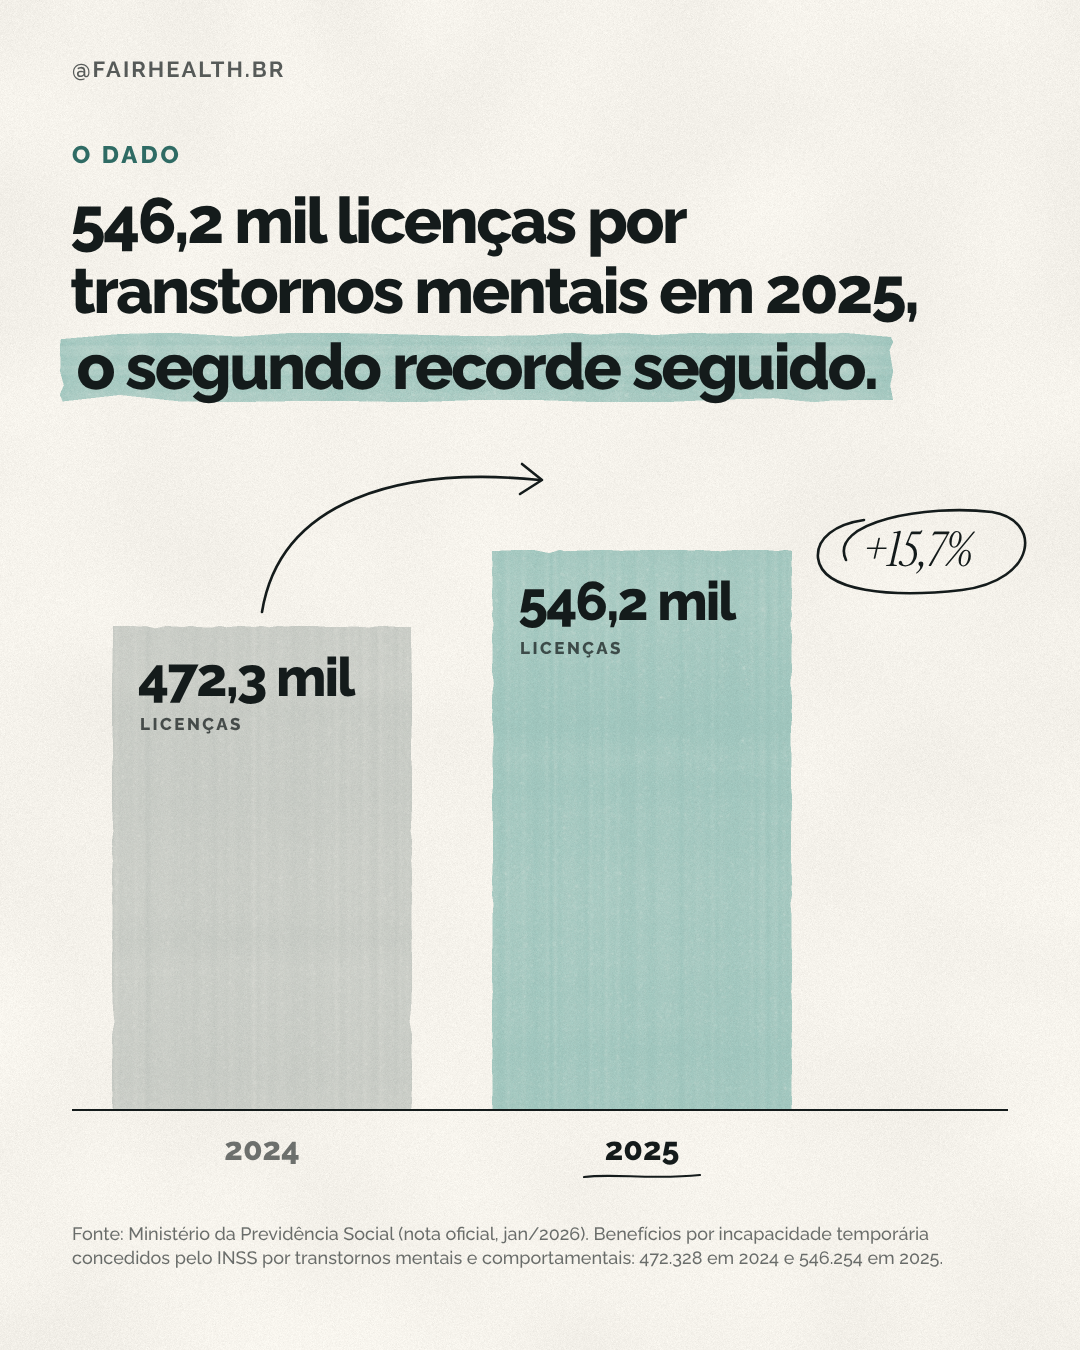 @FAIRHEALTH.BR
O DADO
546,2 mil licenças por
transtornos mentais em 2025,
o segundo recorde seguido.
+15,7%
546,2 mil
LICENÇAS
472,3 mil
LICENÇAS
2024
2025
Fonte: Ministério da Previdência Social (nota oficial, jan/2026). Benefícios por incapacidade temporária
concedidos pelo INSS por transtornos mentais e comportamentais: 472.328 em 2024 e 546.254 em 2025.